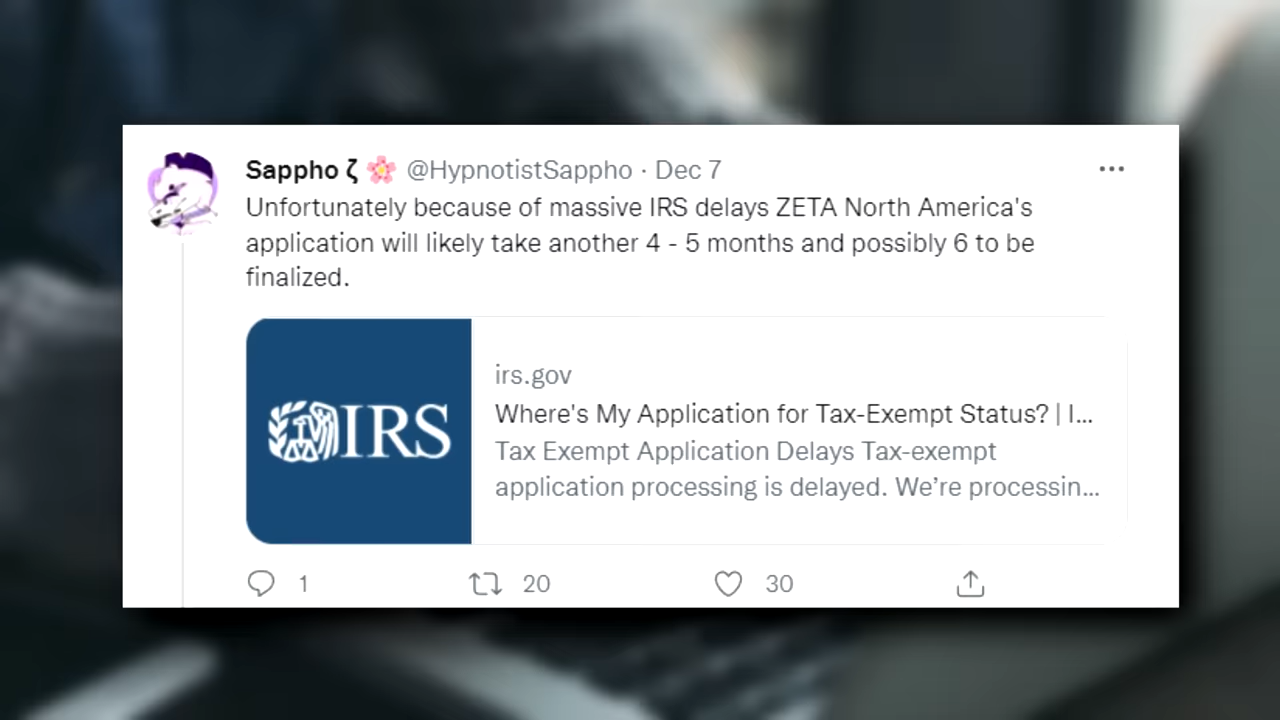 Sappho ζ 🌸 @HypnotistSappho · Dec 7
Unfortunately because of massive IRS delays ZETA North America's
application will likely take another 4 - 5 months and possibly 6 to be
finalized.
IRS
irs.gov
Where's My Application for Tax-Exempt Status? | I...
Tax Exempt Application Delays Tax-exempt
application processing is delayed. We’re processin...
1 20 30